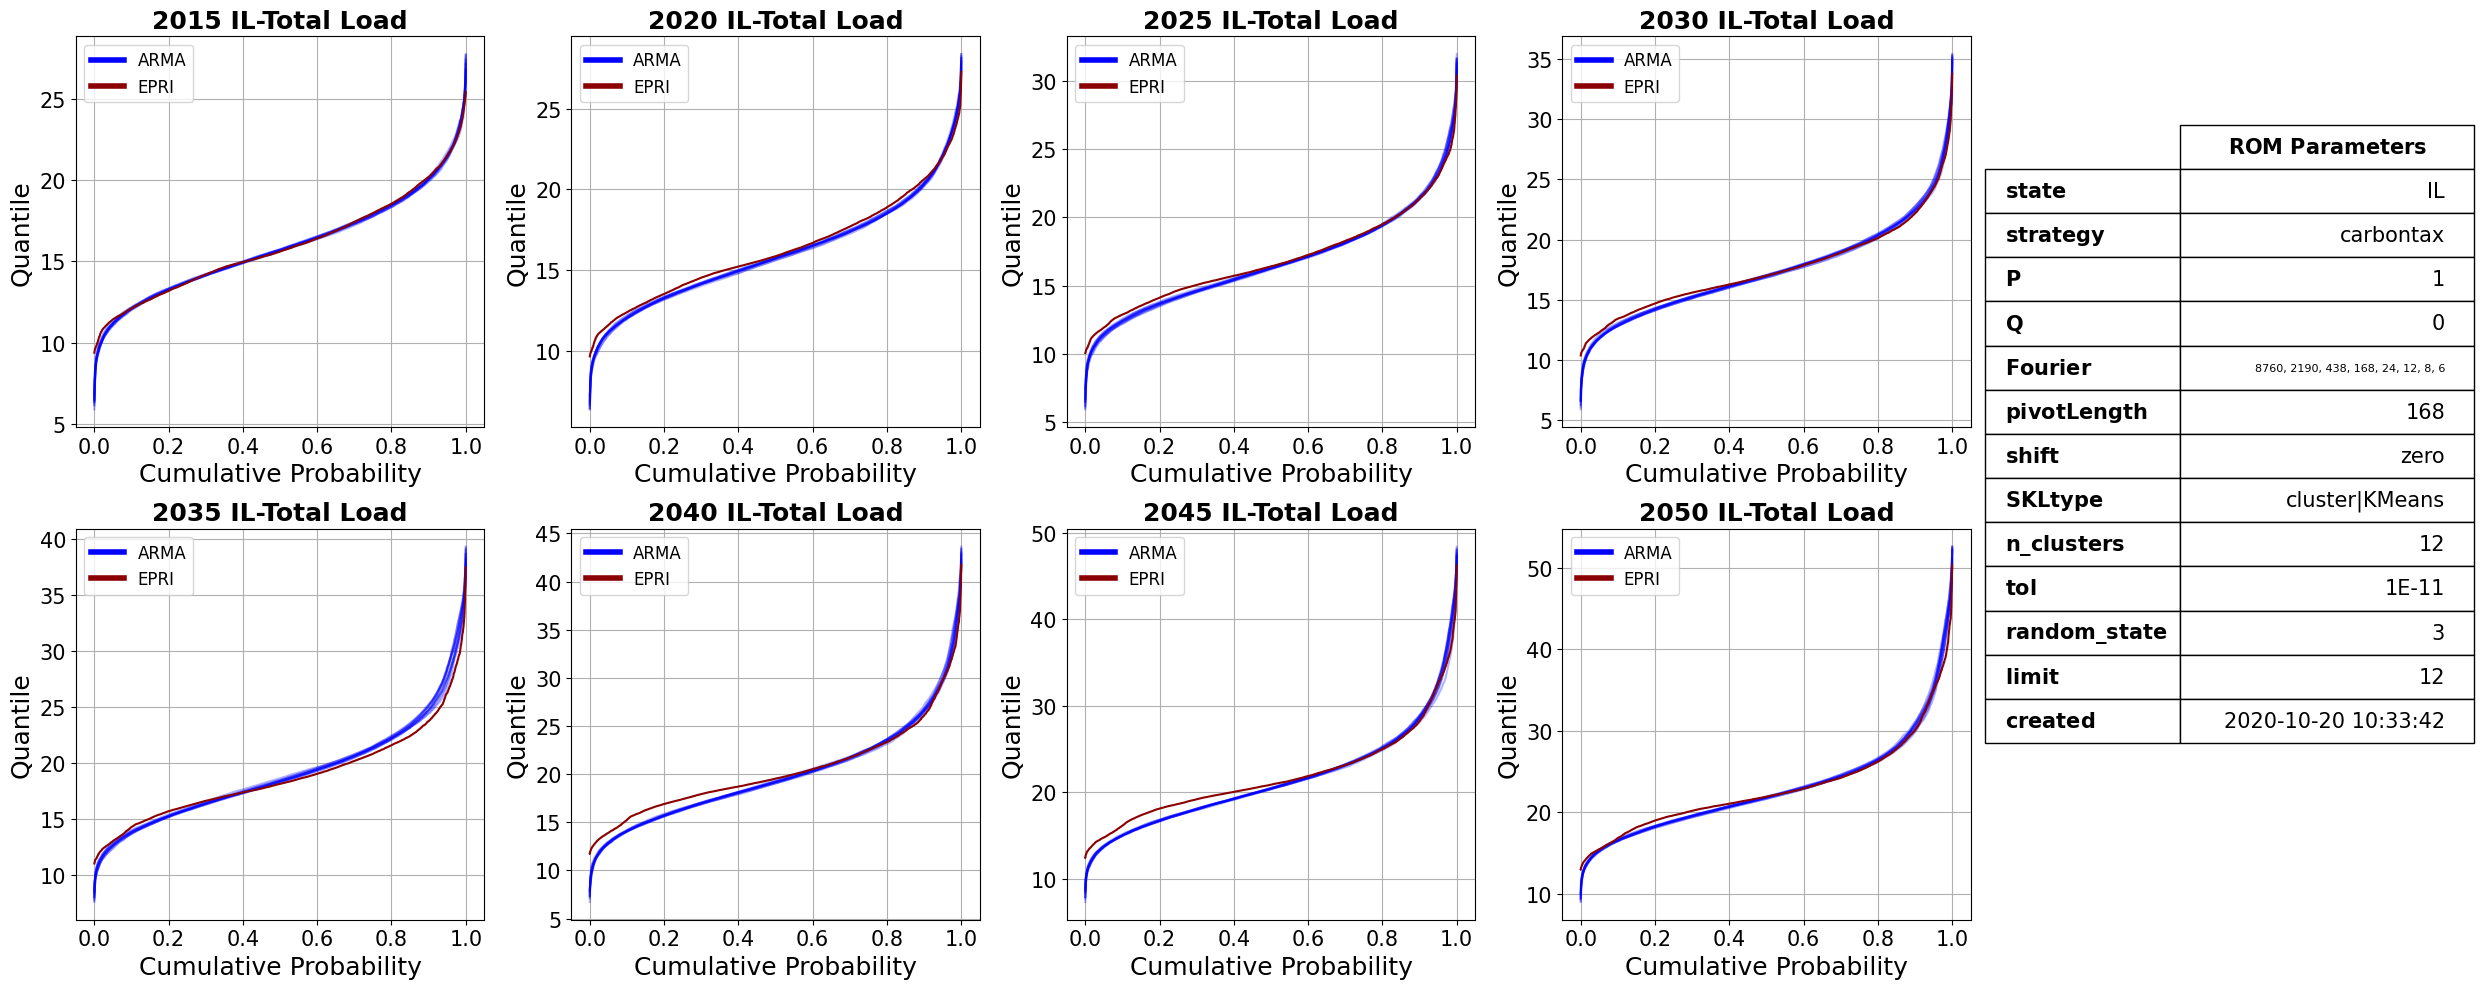 2015 IL-Total Load
ARMA
EPRI
Quantile
25
20
15
10
5
0.0 0.2 0.4 0.6 0.8 1.0
Cumulative Probability
2020 IL-Total Load
ARMA
EPRI
Quantile
25
20
15
10
0.0 0.2 0.4 0.6 0.8 1.0
Cumulative Probability
2025 IL-Total Load
ARMA
EPRI
Quantile
30
25
20
15
10
5
0.0 0.2 0.4 0.6 0.8 1.0
Cumulative Probability
2030 IL-Total Load
ARMA
EPRI
Quantile
35
30
25
20
15
10
5
0.0 0.2 0.4 0.6 0.8 1.0
Cumulative Probability
2035 IL-Total Load
ARMA
EPRI
Quantile
40
35
30
25
20
15
10
0.0 0.2 0.4 0.6 0.8 1.0
Cumulative Probability
2040 IL-Total Load
ARMA
EPRI
Quantile
45
40
35
30
25
20
15
10
5
0.0 0.2 0.4 0.6 0.8 1.0
Cumulative Probability
2045 IL-Total Load
ARMA
EPRI
Quantile
50
40
30
20
10
0.0 0.2 0.4 0.6 0.8 1.0
Cumulative Probability
2050 IL-Total Load
ARMA
EPRI
Quantile
50
40
30
20
10
0.0 0.2 0.4 0.6 0.8 1.0
Cumulative Probability
ROM Parameters
state IL
strategy carbontax
P 1
Q 0
Fourier 8760, 2190, 438, 168, 24, 12, 8, 6
pivotLength 168
shift zero
SKLtype cluster|KMeans
n_clusters 12
tol 1E-11
random_state 3
limit 12
created 2020-10-20 10:33:42